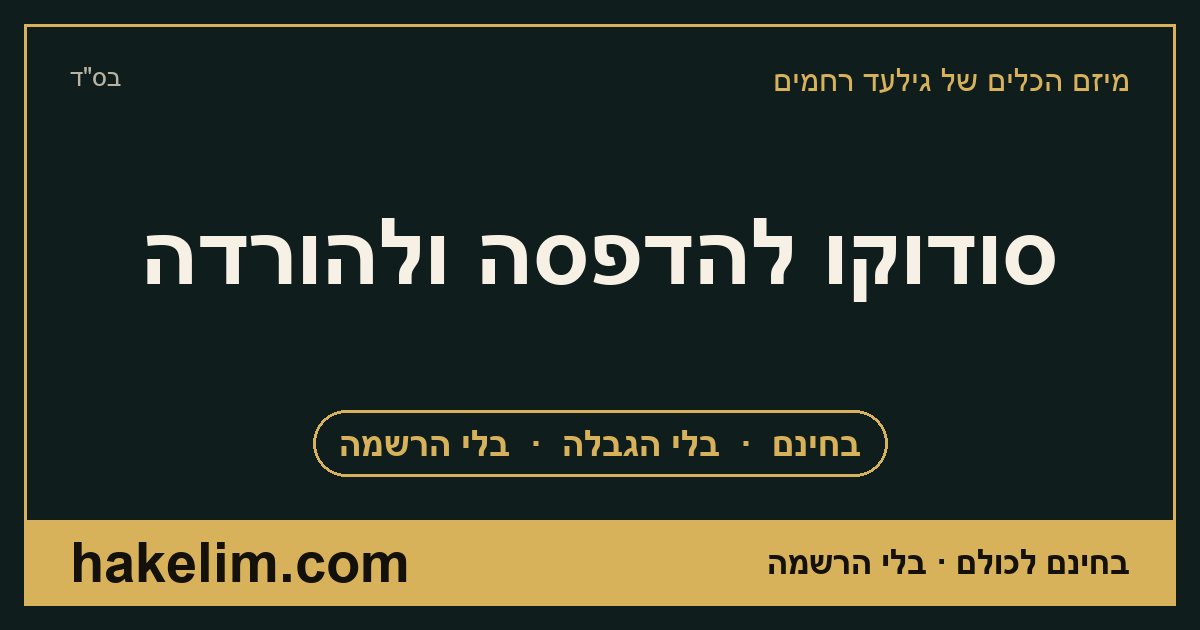 מיזם הכלים של גילעד רחמים
בס"ד
סודוקו להדפסה ולהורדה
בחינם · בלי הגבלה · בלי הרשמה
בחינם לכולם · בלי הרשמה
hakelim.com